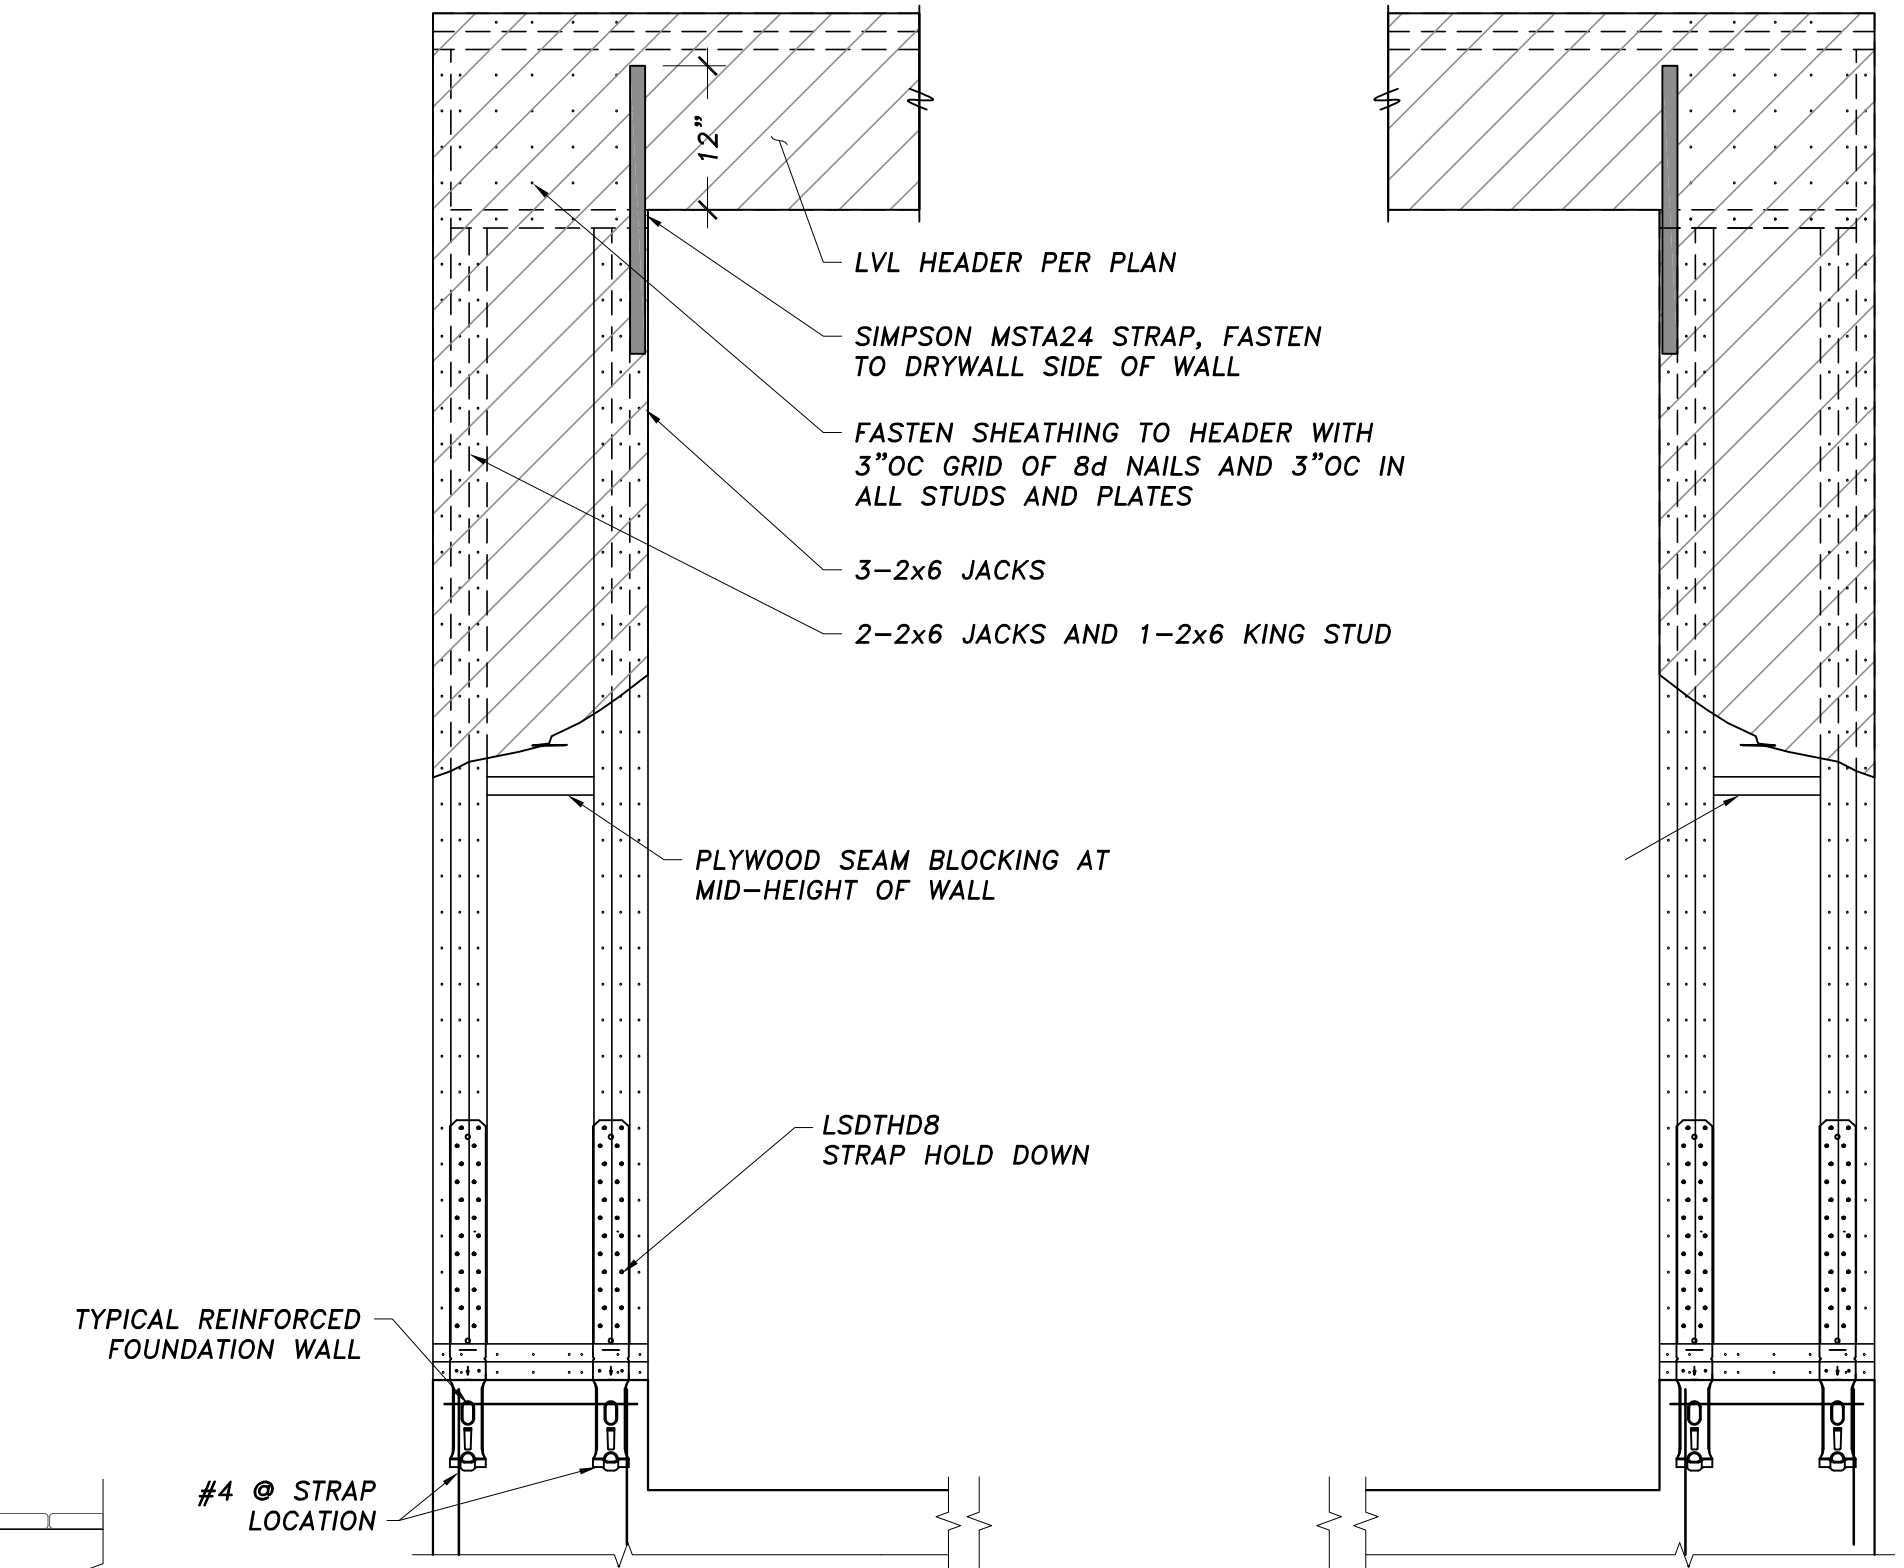 12”
LVL HEADER PER PLAN
SIMPSON MSTA24 STRAP, FASTEN
TO DRYWALL SIDE OF WALL
FASTEN SHEATHING TO HEADER WITH
3”OC GRID OF 8d NAILS AND 3”OC IN
ALL STUDS AND PLATES
3-2x6 JACKS
2-2x6 JACKS AND 1-2x6 KING STUD
PLYWOOD SEAM BLOCKING AT
MID-HEIGHT OF WALL
LSDTHD8
STRAP HOLD DOWN
TYPICAL REINFORCED
FOUNDATION WALL
#4 @ STRAP
LOCATION